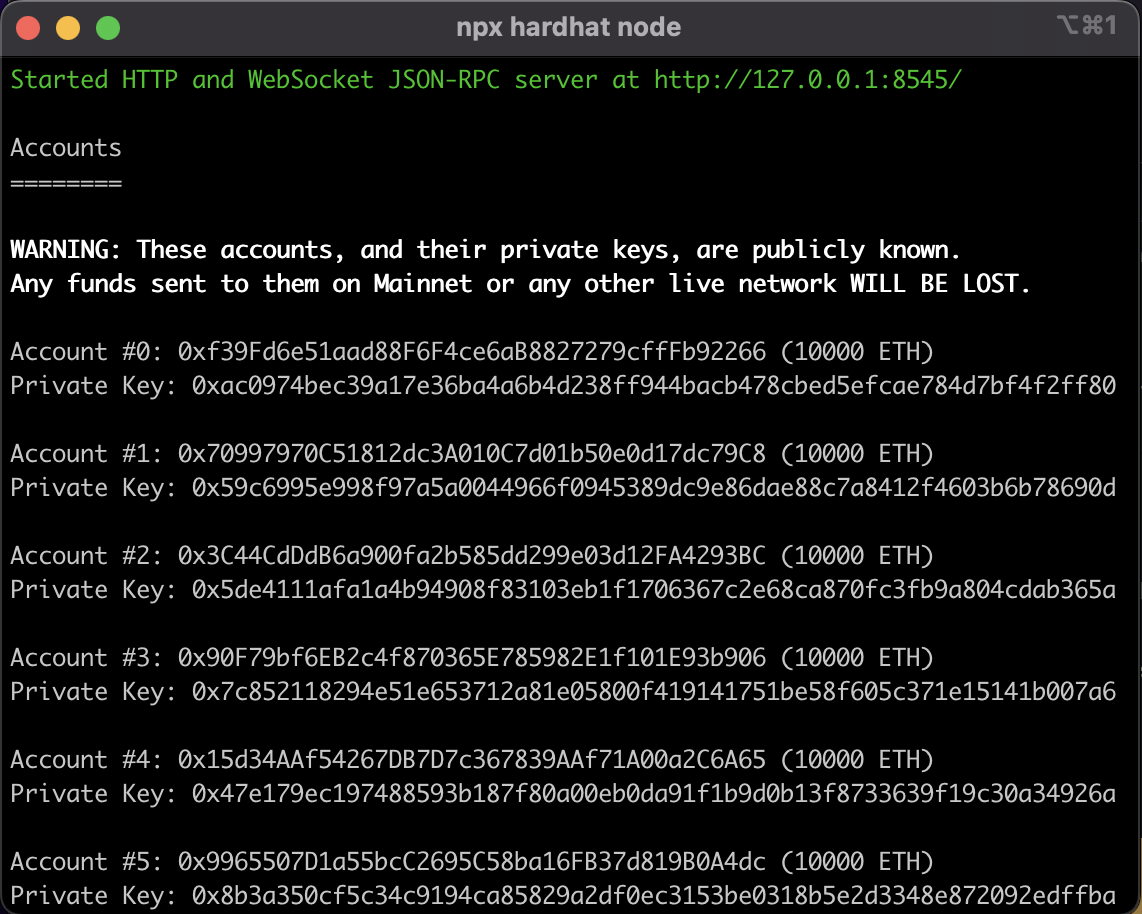 npx hardhat node
⌥⌘1
Started HTTP and WebSocket JSON-RPC server at http://127.0.0.1:8545/
Accounts
========
WARNING: These accounts, and their private keys, are publicly known.
Any funds sent to them on Mainnet or any other live network WILL BE LOST.
Account #0: 0xf39Fd6e51aad88F6F4ce6aB8827279cffFb92266 (10000 ETH)
Private Key: 0xac0974bec39a17e36ba4a6b4d238ff944bacb478cbed5efcae784d7bf4f2ff80
Account #1: 0x70997970C51812dc3A010C7d01b50e0d17dc79C8 (10000 ETH)
Private Key: 0x59c6995e998f97a5a0044966f0945389dc9e86dae88c7a8412f4603b6b78690d
Account #2: 0x3C44CdDdB6a900fa2b585dd299e03d12FA4293BC (10000 ETH)
Private Key: 0x5de4111afa1a4b94908f83103eb1f1706367c2e68ca870fc3fb9a804cdab365a
Account #3: 0x90F79bf6EB2c4f870365E785982E1f101E93b906 (10000 ETH)
Private Key: 0x7c852118294e51e653712a81e05800f419141751be58f605c371e15141b007a6
Account #4: 0x15d34AAf54267DB7D7c367839AAf71A00a2C6A65 (10000 ETH)
Private Key: 0x47e179ec197488593b187f80a00eb0da91f1b9d0b13f8733639f19c30a34926a
Account #5: 0x9965507D1a55bcC2695C58ba16FB37d819B0A4dc (10000 ETH)
Private Key: 0x8b3a350cf5c34c9194ca85829a2df0ec3153be0318b5e2d3348e872092edffba